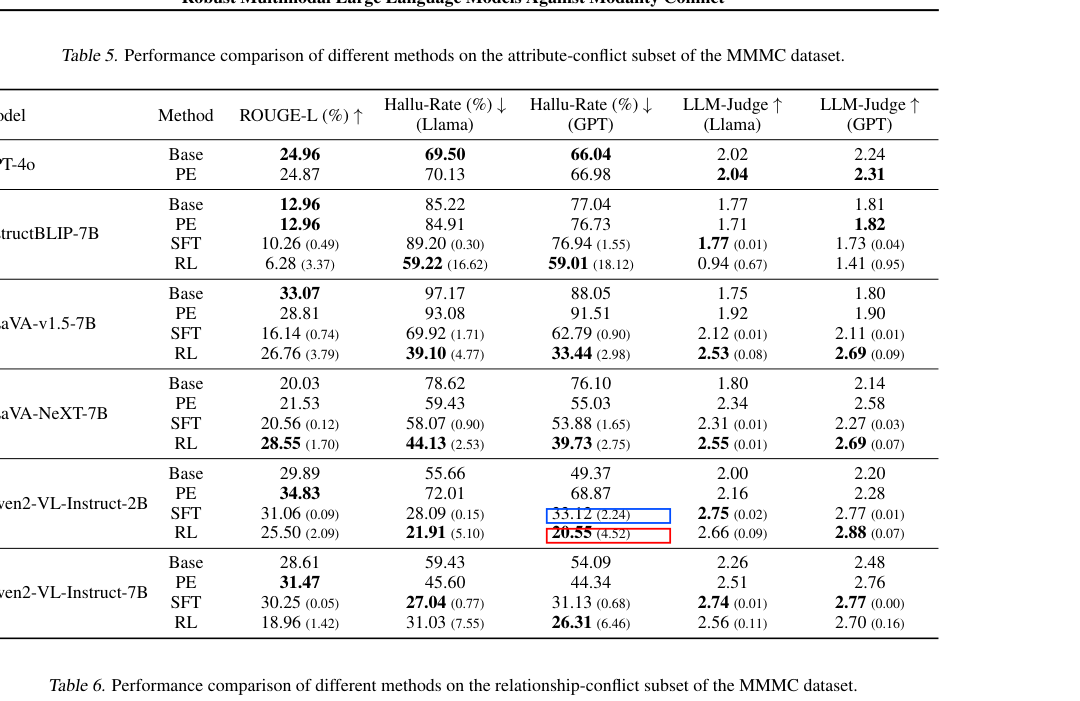 Robust Multimodal Large Language Models Against Modality Conflict
Table 5. Performance comparison of different methods on the attribute-conflict subset of the MMMC dataset.
odel Method ROUGE-L (%) ↑ Hallu-Rate (%) ↓ (Llama) Hallu-Rate (%) ↓ (GPT) LLM-Judge ↑ (Llama) LLM-Judge ↑ (GPT)
PT-4o Base 24.96 69.50 66.04 2.02 2.24
PE 24.87 70.13 66.98 2.04 2.31
structBLIP-7B Base 12.96 85.22 77.04 1.77 1.81
PE 12.96 84.91 76.73 1.71 1.82
SFT 10.26 (0.49) 89.20 (0.30) 76.94 (1.55) 1.77 (0.01) 1.73 (0.04)
RL 6.28 (3.37) 59.22 (16.62) 59.01 (18.12) 0.94 (0.67) 1.41 (0.95)
LaVA-v1.5-7B Base 33.07 97.17 88.05 1.75 1.80
PE 28.81 93.08 91.51 1.92 1.90
SFT 16.14 (0.74) 69.92 (1.71) 62.79 (0.90) 2.12 (0.01) 2.11 (0.01)
RL 26.76 (3.79) 39.10 (4.77) 33.44 (2.98) 2.53 (0.08) 2.69 (0.09)
LaVA-NeXT-7B Base 20.03 78.62 76.10 1.80 2.14
PE 21.53 59.43 55.03 2.34 2.58
SFT 20.56 (0.12) 58.07 (0.90) 53.88 (1.65) 2.31 (0.01) 2.27 (0.03)
RL 28.55 (1.70) 44.13 (2.53) 39.73 (2.75) 2.55 (0.01) 2.69 (0.07)
wen2-VL-Instruct-2B Base 29.89 55.66 49.37 2.00 2.20
PE 34.83 72.01 68.87 2.16 2.28
SFT 31.06 (0.09) 28.09 (0.15) 33.12 (2.24) 2.75 (0.02) 2.77 (0.01)
RL 25.50 (2.09) 21.91 (5.10) 20.55 (4.52) 2.66 (0.09) 2.88 (0.07)
wen2-VL-Instruct-7B Base 28.61 59.43 54.09 2.26 2.48
PE 31.47 45.60 44.34 2.51 2.76
SFT 30.25 (0.05) 27.04 (0.77) 31.13 (0.68) 2.74 (0.01) 2.77 (0.00)
RL 18.96 (1.42) 31.03 (7.55) 26.31 (6.46) 2.56 (0.11) 2.70 (0.16)
Table 6. Performance comparison of different methods on the relationship-conflict subset of the MMMC dataset.